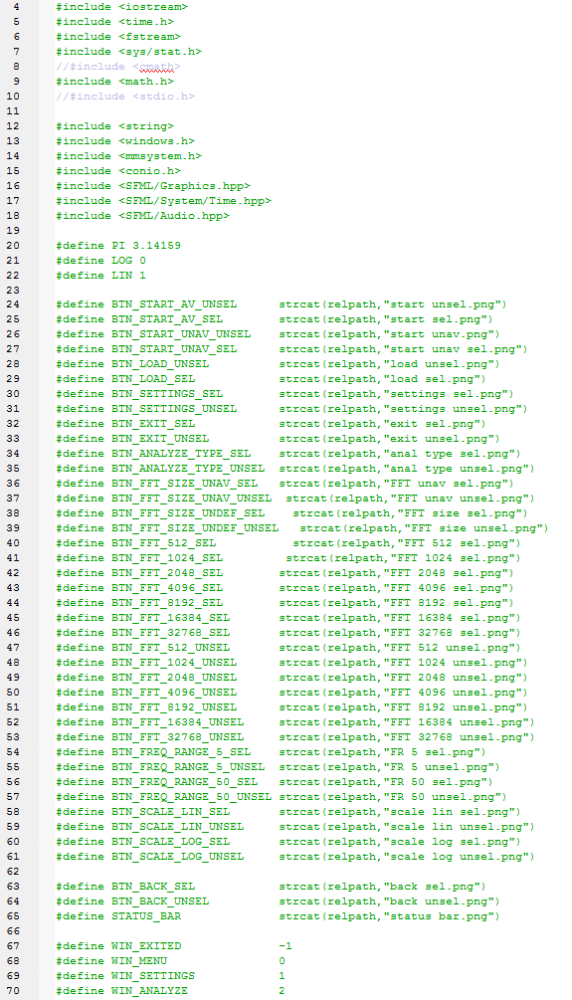 4 #include <iostream>
5 #include <time.h>
6 #include <fstream>
7 #include <sys/stat.h>
8 //#include <cmath>
9 #include <math.h>
10 //#include <stdio.h>
11
12 #include <string>
13 #include <windows.h>
14 #include <mmsystem.h>
15 #include <conio.h>
16 #include <SFML/Graphics.hpp>
17 #include <SFML/System/Time.hpp>
18 #include <SFML/Audio.hpp>
19
20 #define PI 3.14159
21 #define LOG 0
22 #define LIN 1
23
24 #define BTN_START_AV_UNSEL      strcat(relpath,"start unsel.png")
25 #define BTN_START_AV_SEL        strcat(relpath,"start sel.png")
26 #define BTN_START_UNAV_UNSEL    strcat(relpath,"start unav.png")
27 #define BTN_START_UNAV_SEL      strcat(relpath,"start unav sel.png")
28 #define BTN_LOAD_UNSEL          strcat(relpath,"load unsel.png")
29 #define BTN_LOAD_SEL            strcat(relpath,"load sel.png")
30 #define BTN_SETTINGS_SEL        strcat(relpath,"settings sel.png")
31 #define BTN_SETTINGS_UNSEL      strcat(relpath,"settings unsel.png")
32 #define BTN_EXIT_SEL            strcat(relpath,"exit sel.png")
33 #define BTN_EXIT_UNSEL          strcat(relpath,"exit unsel.png")
34 #define BTN_ANALYZE_TYPE_SEL    strcat(relpath,"anal type sel.png")
35 #define BTN_ANALYZE_TYPE_UNSEL  strcat(relpath,"anal type unsel.png")
36 #define BTN_FFT_SIZE_UNAV_SEL   strcat(relpath,"FFT unav sel.png")
37 #define BTN_FFT_SIZE_UNAV_UNSEL  strcat(relpath,"FFT unav unsel.png")
38 #define BTN_FFT_SIZE_UNDEF_SEL    strcat(relpath,"FFT size sel.png")
39 #define BTN_FFT_SIZE_UNDEF_UNSEL   strcat(relpath,"FFT size unsel.png")
40 #define BTN_FFT_512_SEL           strcat(relpath,"FFT 512 sel.png")
41 #define BTN_FFT_1024_SEL         strcat(relpath,"FFT 1024 sel.png")
42 #define BTN_FFT_2048_SEL        strcat(relpath,"FFT 2048 sel.png")
43 #define BTN_FFT_4096_SEL        strcat(relpath,"FFT 4096 sel.png")
44 #define BTN_FFT_8192_SEL        strcat(relpath,"FFT 8192 sel.png")
45 #define BTN_FFT_16384_SEL       strcat(relpath,"FFT 16384 sel.png")
46 #define BTN_FFT_32768_SEL       strcat(relpath,"FFT 32768 sel.png")
47 #define BTN_FFT_512_UNSEL       strcat(relpath,"FFT 512 unsel.png")
48 #define BTN_FFT_1024_UNSEL      strcat(relpath,"FFT 1024 unsel.png")
49 #define BTN_FFT_2048_UNSEL      strcat(relpath,"FFT 2048 unsel.png")
50 #define BTN_FFT_4096_UNSEL      strcat(relpath,"FFT 4096 unsel.png")
51 #define BTN_FFT_8192_UNSEL      strcat(relpath,"FFT 8192 unsel.png")
52 #define BTN_FFT_16384_UNSEL     strcat(relpath,"FFT 16384 unsel.png")
53 #define BTN_FFT_32768_UNSEL     strcat(relpath,"FFT 32768 unsel.png")
54 #define BTN_FREQ_RANGE_5_SEL    strcat(relpath,"FR 5 sel.png")
55 #define BTN_FREQ_RANGE_5_UNSEL  strcat(relpath,"FR 5 unsel.png")
56 #define BTN_FREQ_RANGE_50_SEL   strcat(relpath,"FR 50 sel.png")
57 #define BTN_FREQ_RANGE_50_UNSEL strcat(relpath,"FR 50 unsel.png")
58 #define BTN_SCALE_LIN_SEL       strcat(relpath,"scale lin sel.png")
59 #define BTN_SCALE_LIN_UNSEL     strcat(relpath,"scale lin unsel.png")
60 #define BTN_SCALE_LOG_SEL       strcat(relpath,"scale log sel.png")
61 #define BTN_SCALE_LOG_UNSEL     strcat(relpath,"scale log unsel.png")
62
63 #define BTN_BACK_SEL            strcat(relpath,"back sel.png")
64 #define BTN_BACK_UNSEL          strcat(relpath,"back unsel.png")
65 #define STATUS_BAR              strcat(relpath,"status bar.png")
66
67 #define WIN_EXITED              -1
68 #define WIN_MENU                0
69 #define WIN_SETTINGS            1
70 #define WIN_ANALYZE             2